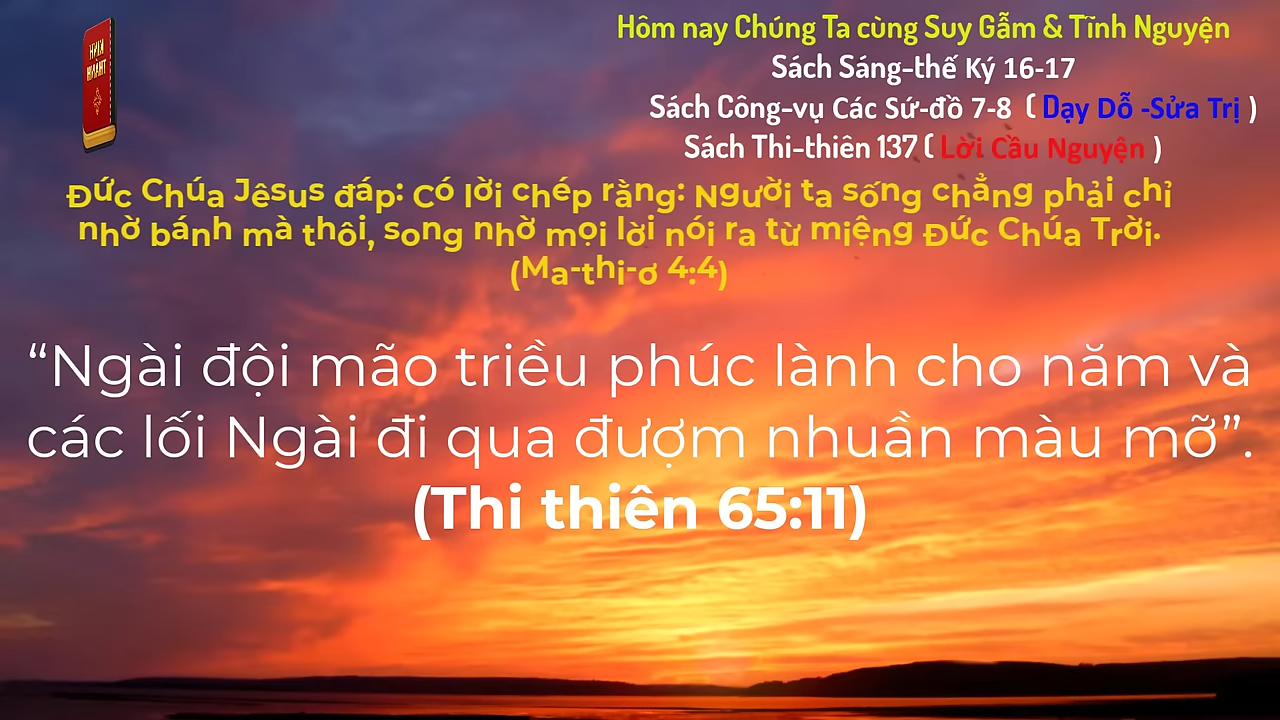 KINH
THÁNH
Hôm nay Chúng Ta cùng Suy Gẫm & Tĩnh Nguyện
Sách Sáng-thế Ký 16-17
Sách Công-vụ Các Sứ-đồ 7-8 ( Dạy Dỗ -Sửa Trị )
Sách Thi-thiên 137 ( Lời Cầu Nguyện )
Đức Chúa Jêsus đáp: Có lời chép rằng: Người ta sống chẳng phải chỉ
nhờ bánh mà thôi, song nhờ mọi lời nói ra từ miệng Đức Chúa Trời.
(Ma-thi-ơ 4:4)
“Ngài đội mão triều phúc lành cho năm và
các lối Ngài đi qua đượm nhuần màu mỡ”.
(Thi thiên 65:11)